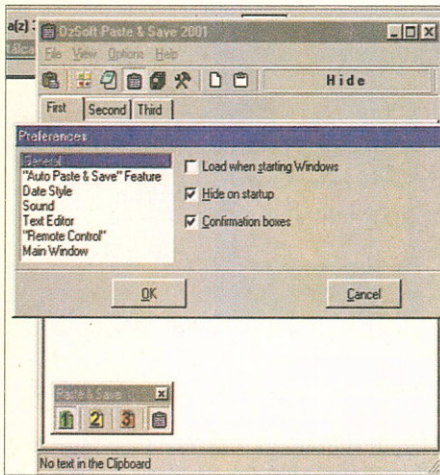 a(z)
DzSoft Paste & Save 2001
File View Options Help
Hide
First Second Third
Preferences
General
"Auto Paste & Save" Feature
Date Style
Sound
Text Editor
"Remote Control"
Main Window
Load when starting Windows
Hide on startup
Confirmation boxes
OK Cancel
Paste & Save
1 2 3
No text in the Clipboard